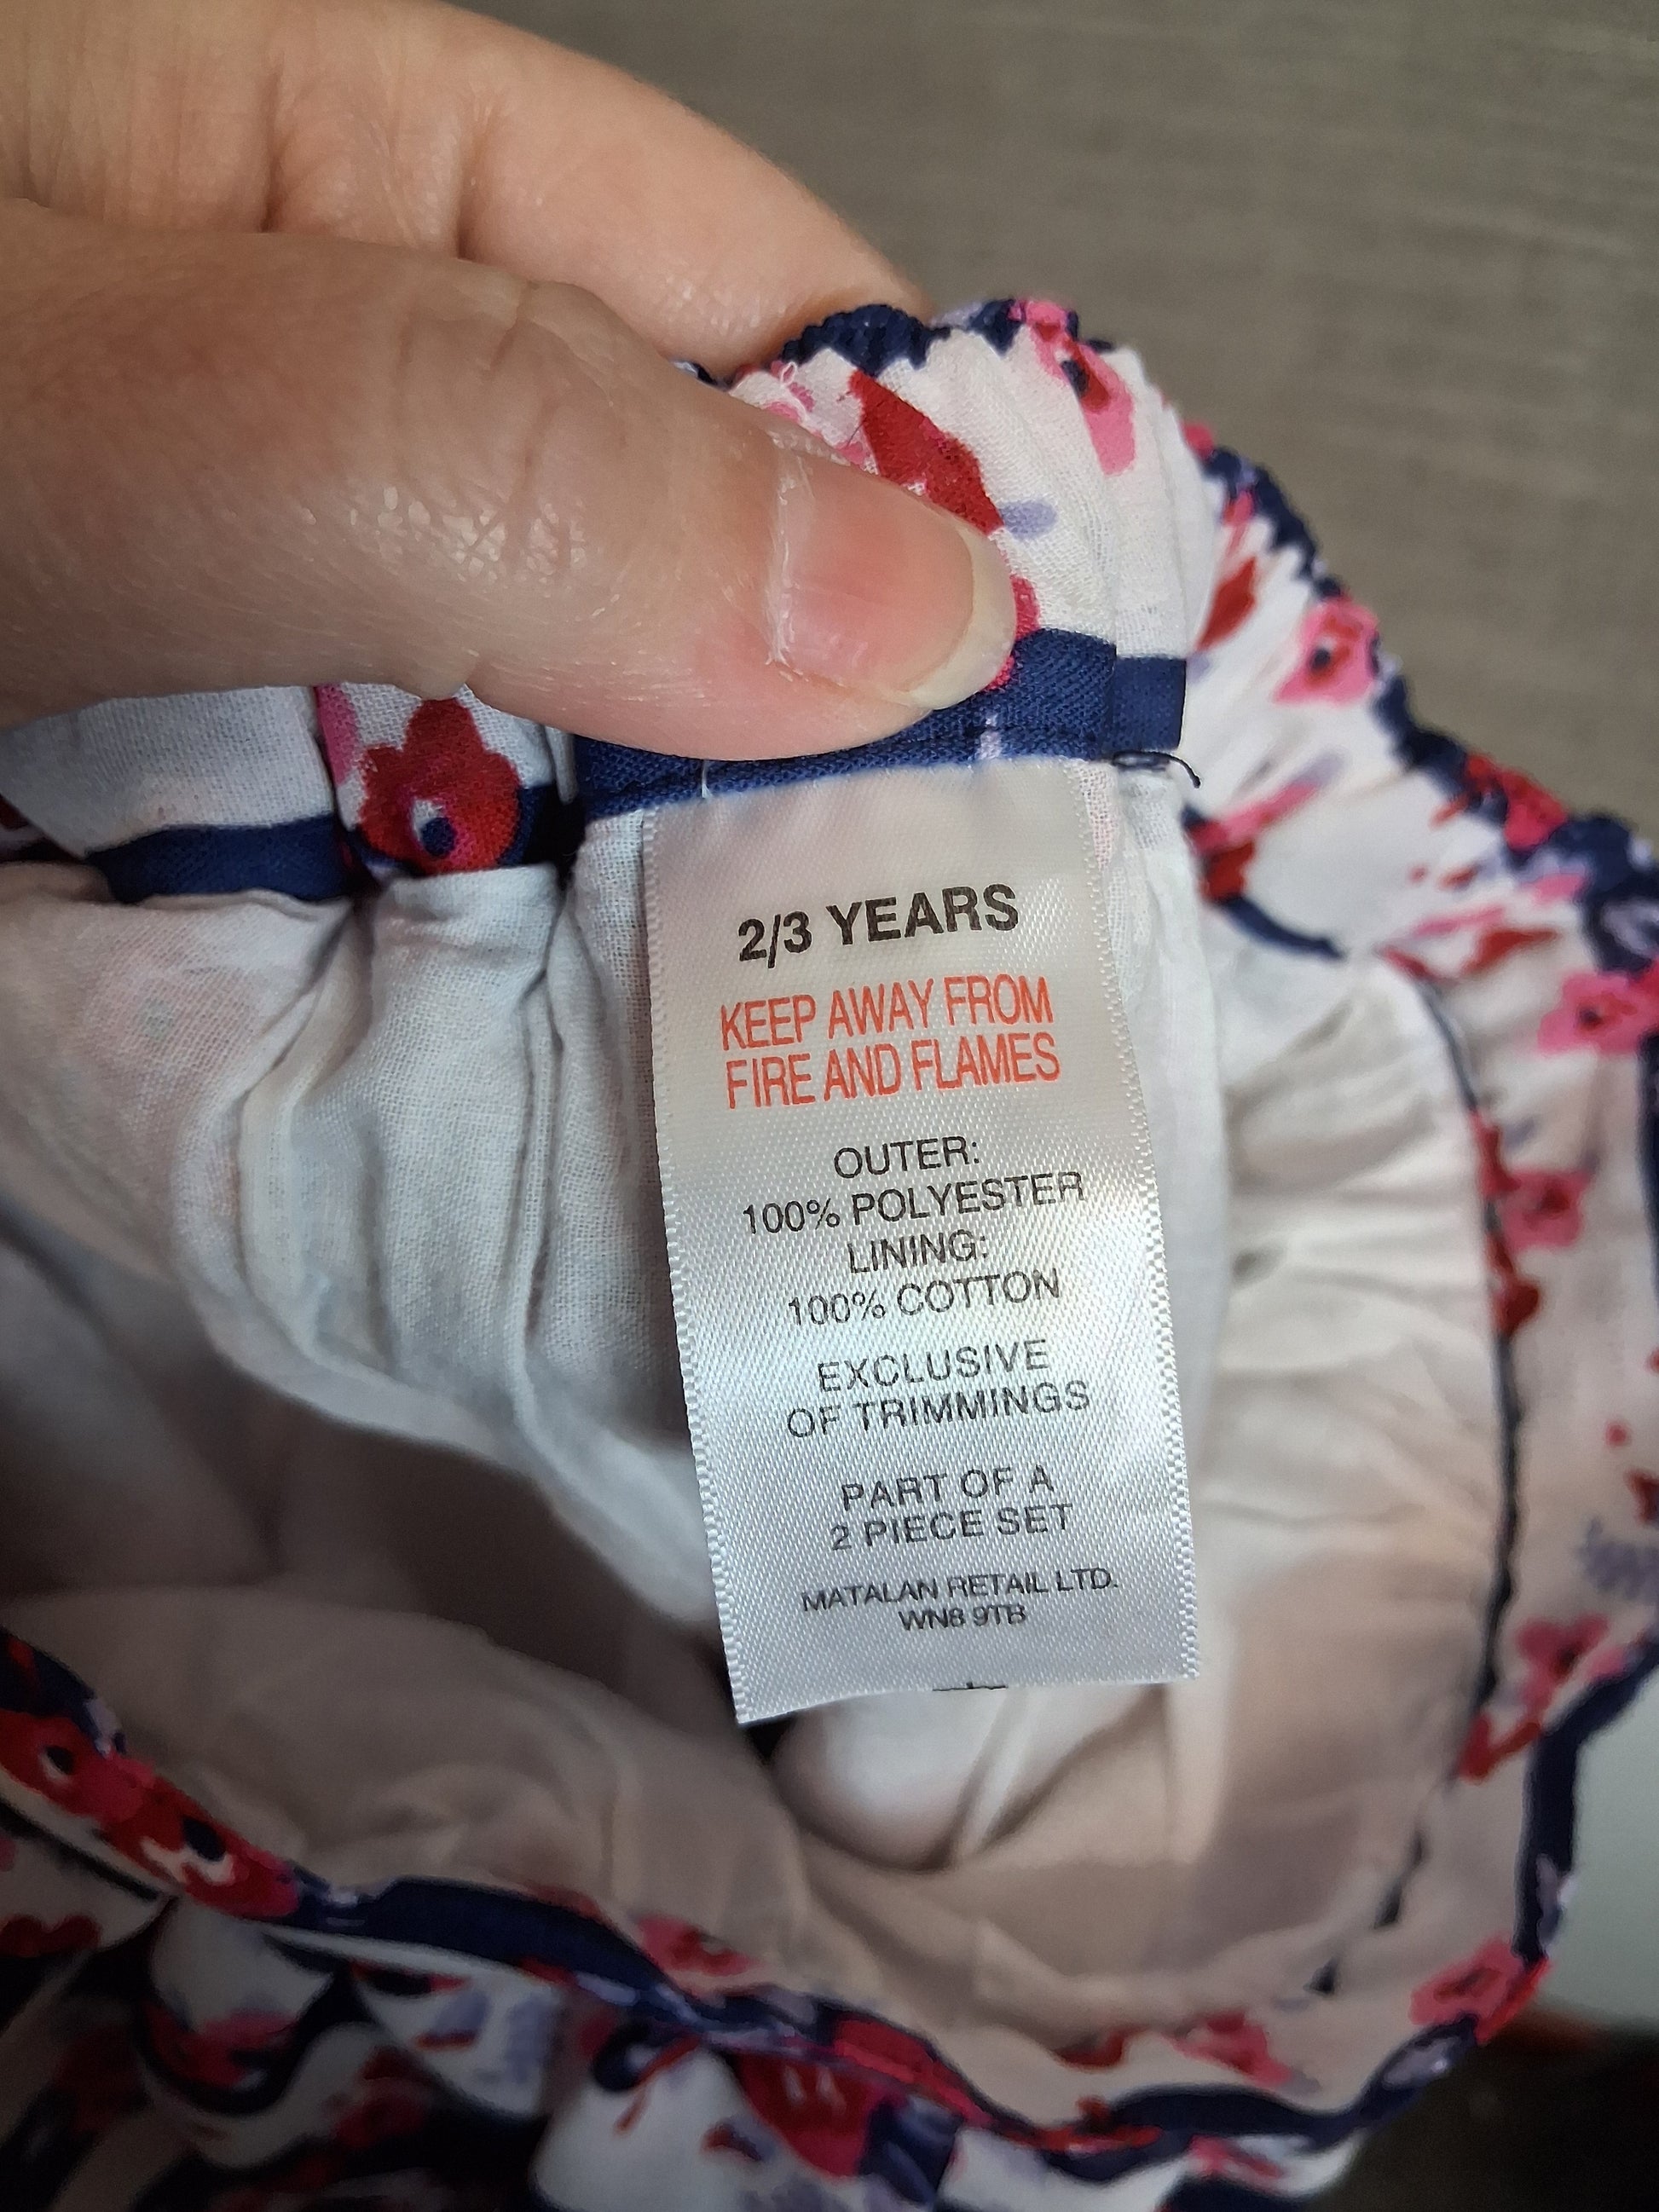 2/3 YEARS
KEEP AWAY FROM
FIRE AND FLAMES
OUTER:
100% POLYESTER
LINING:
100% COTTON
EXCLUSIVE
OF TRIMMINGS
PART OF A
2 PIECE SET
MATALAN RETAIL LTD.
WN8 9TB